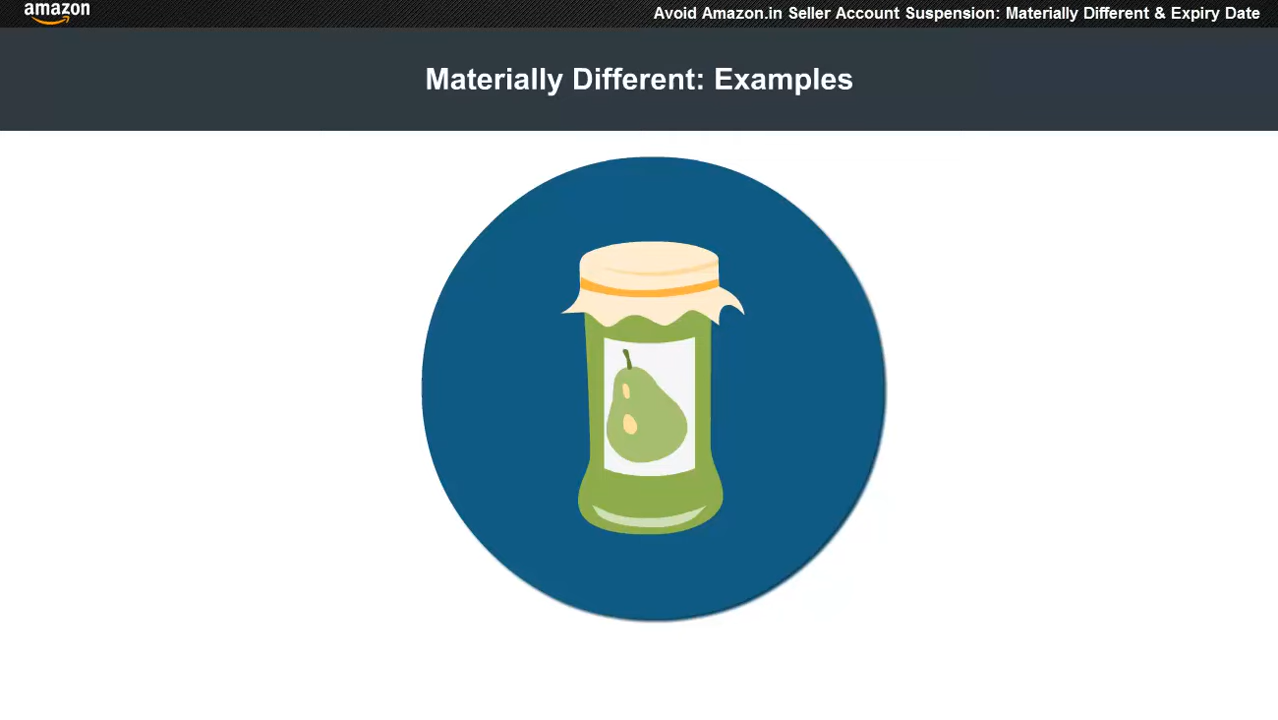 amazon
Avoid Amazon.in Seller Account Suspension: Materially Different & Expiry Date
Materially Different: Examples